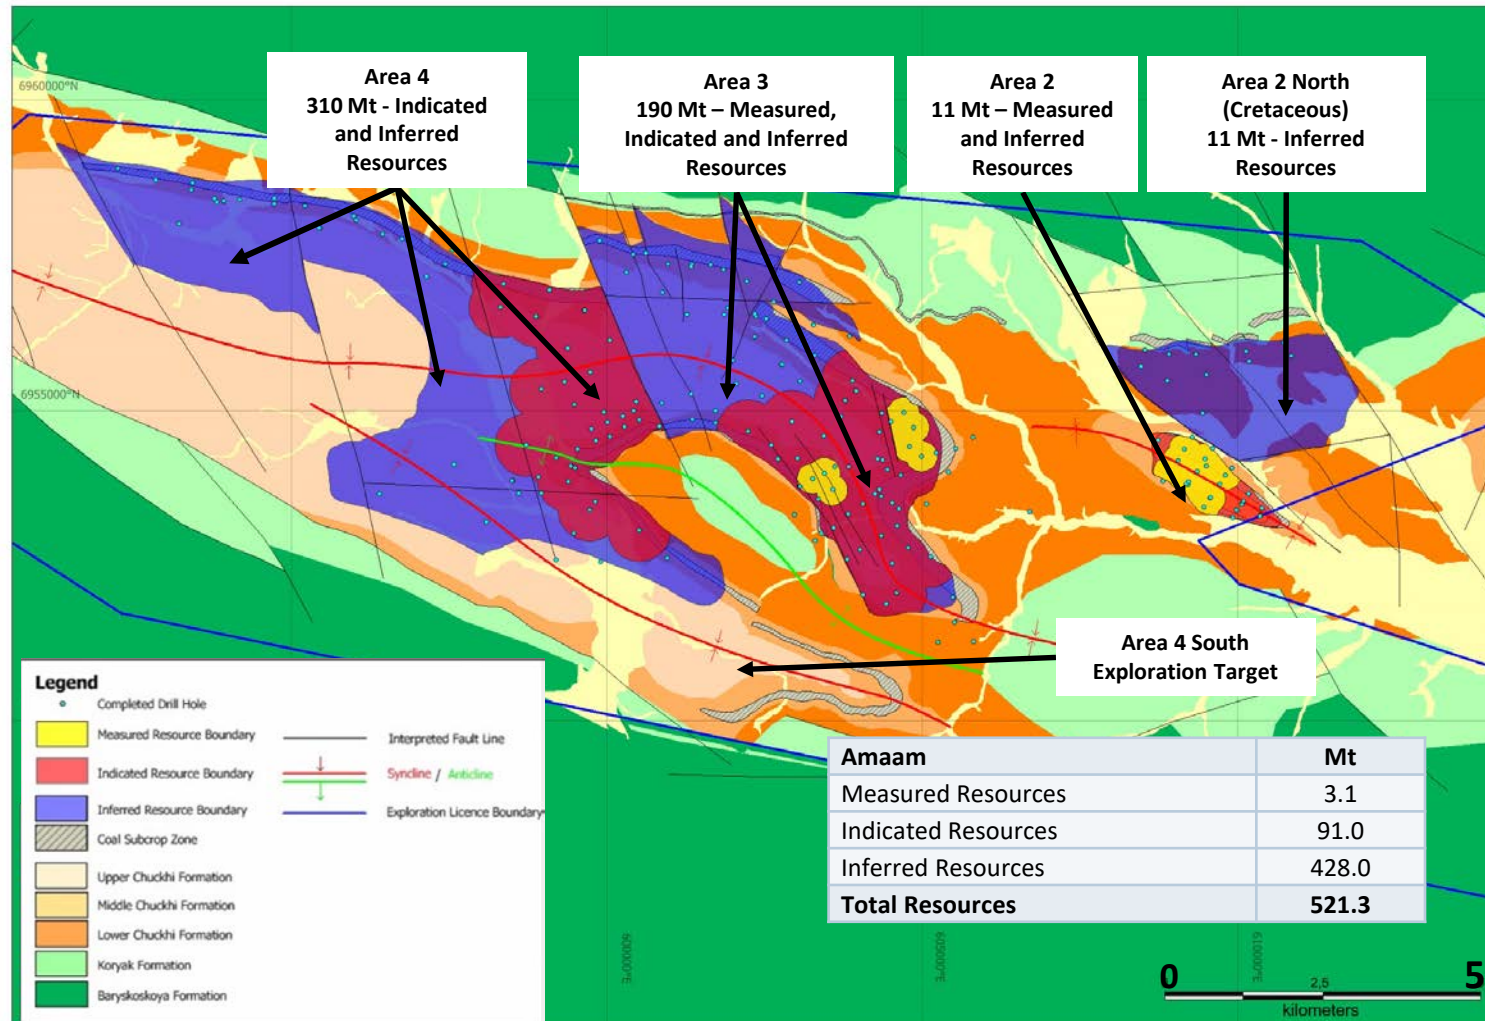 Area 4
310 Mt - Indicated
and Inferred
Resources
Area 3
190 Mt – Measured,
Indicated and Inferred
Resources
Area 2
11 Mt – Measured
and Inferred
Resources
Area 2 North
(Cretaceous)
11 Mt - Inferred
Resources
6960000°N
6955000°N
Area 4 South
Exploration Target
Legend
Completed Drill Hole
Measured Resource Boundary
Indicated Resource Boundary
Inferred Resource Boundary
Coal Subcrop Zone
Upper Chuckhi Formation
Middle Chuckhi Formation
Lower Chuckhi Formation
Koryak Formation
Baryskoskoya Formation
Interpreted Fault Line
Syncline / Anticline
Exploration Licence Boundary
Amaam Mt
Measured Resources 3.1
Indicated Resources 91.0
Inferred Resources 428.0
Total Resources 521.3
600000°E
605000°E
610000°E
0 2,5 5
kilometers